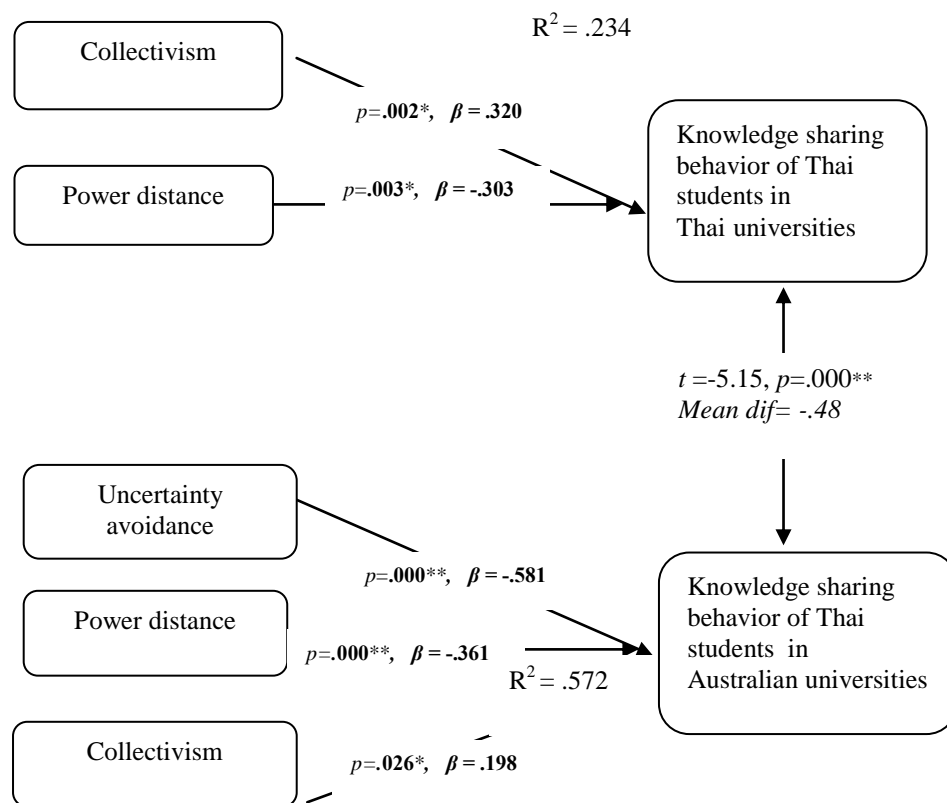 R² = .234
Collectivism
p=.002*, β = .320
Knowledge sharing
behavior of Thai
students in
Thai universities
Power distance
p=.003*, β = -.303
t =-5.15, p=.000**
Mean dif= -.48
Uncertainty
avoidance
p=.000**, β = -.581
Knowledge sharing
behavior of Thai
students in
Australian universities
Power distance
p=.000**, β = -.361
R² = .572
Collectivism
p=.026*, β = .198